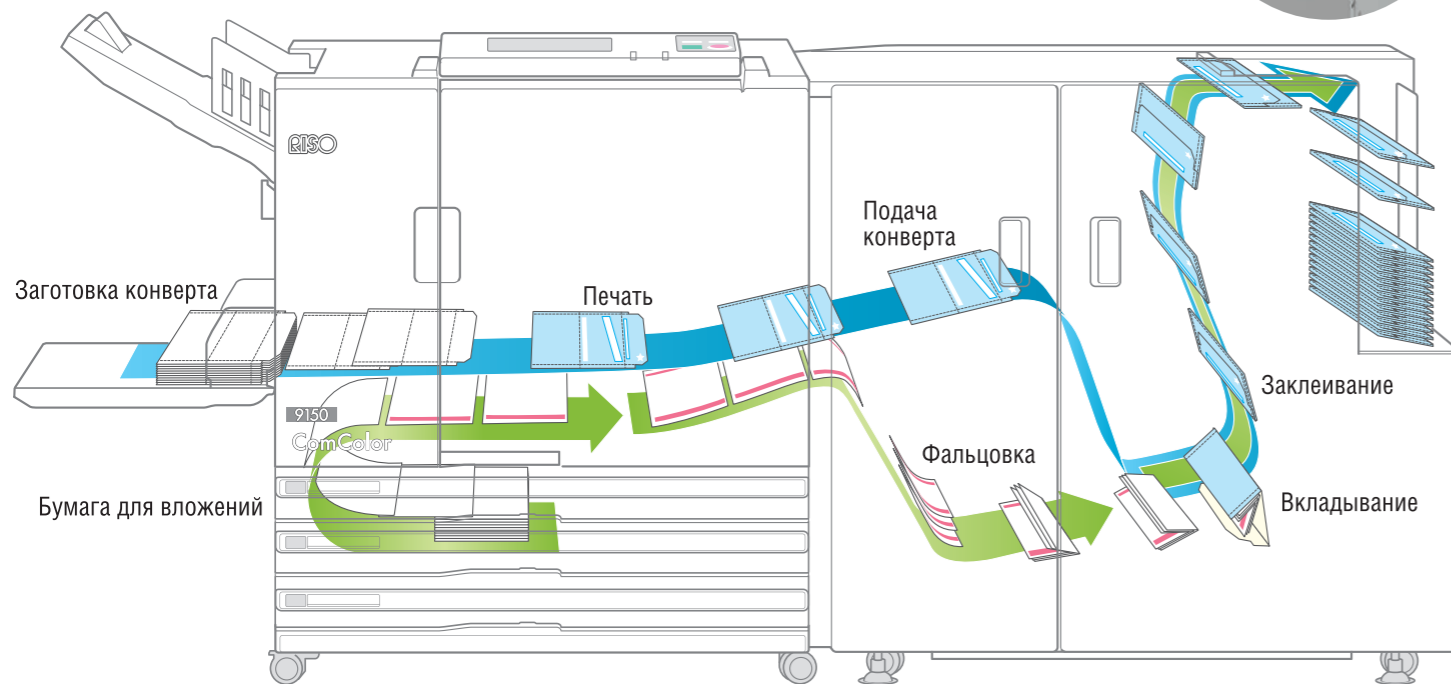 RISO
Подача
конверта
Заготовка конверта
Печать
Заклеивание
9150
ComColor
Фальцовка
Бумага для вложений
Вкладывание